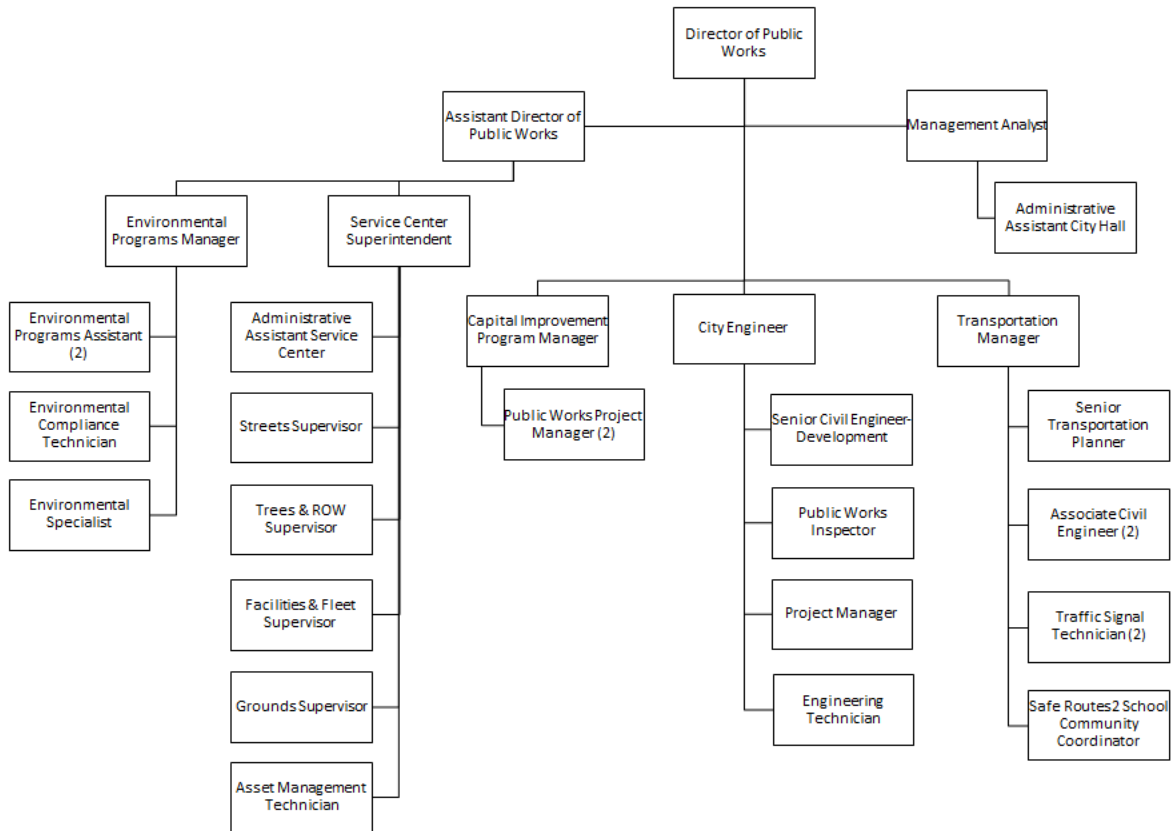 Director of Public
Works
Assistant Director of
Public Works
Management Analyst
Administrative
Assistant City Hall
Environmental
Programs Manager
Service Center
Superintendent
Environmental
Programs Assistant
(2)
Environmental
Compliance
Technician
Environmental
Specialist
Administrative
Assistant Service
Center
Streets Supervisor
Trees & ROW
Supervisor
Facilities & Fleet
Supervisor
Grounds Supervisor
Asset Management
Technician
Capital Improvement
Program Manager
Public Works Project
Manager (2)
City Engineer
Senior Civil Engineer-
Development
Public Works
Inspector
Project Manager
Engineering
Technician
Transportation
Manager
Senior
Transportation
Planner
Associate Civil
Engineer (2)
Traffic Signal
Technician (2)
Safe Routes 2 School
Community
Coordinator